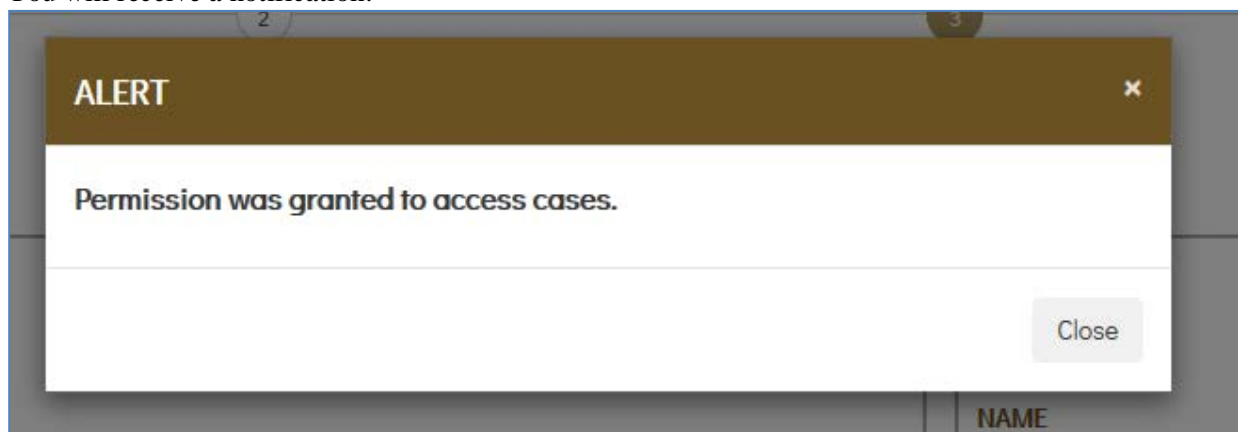 You will receive a notification.
2
3
ALERT
×
Permission was granted to access cases.
Close
NAME